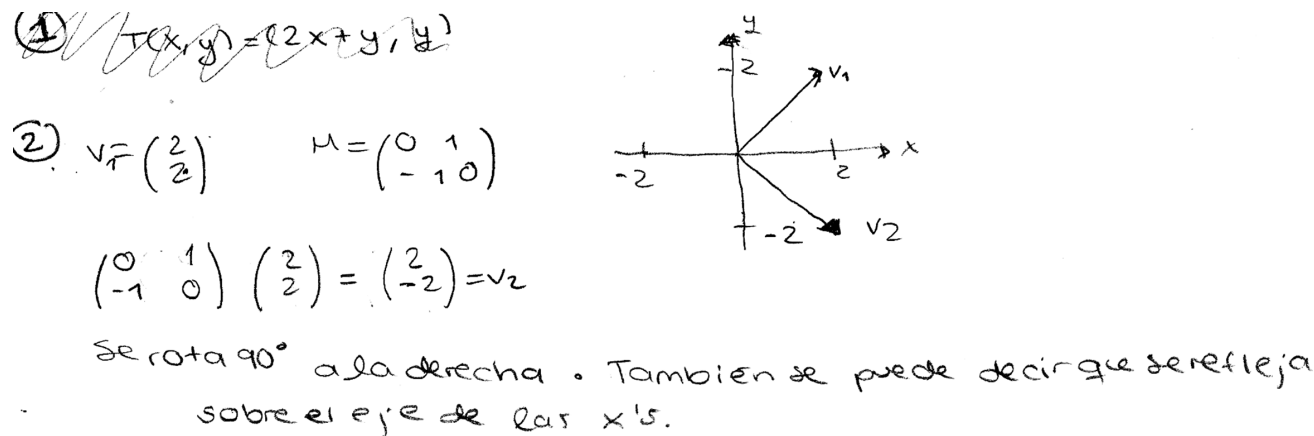 ① T(x,y)=(2x+y, y)
② v₁=(2 2) M=(0 1 -1 0)
(0 1 -1 0) (2 2) = (2 -2) = v2
se rota 90° a la derecha. También se puede decir que se refleja
sobre el eje de las x's.
y
2
v₁
-2
2
x
-2
v2